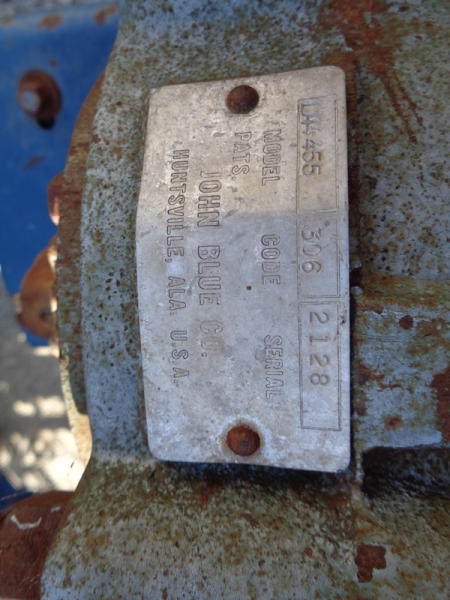 LA-455 306 2128
MODEL CODE SERIAL
PATS.
JOHN BLUE CO.
HUNTSVILLE, ALA. U.S.A.